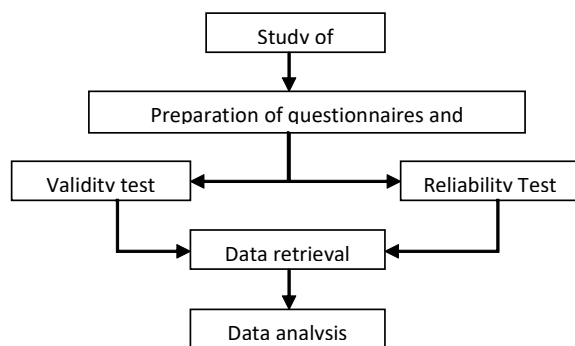 Study of
Preparation of questionnaires and
Validity test
Reliability Test
Data retrieval
Data analysis